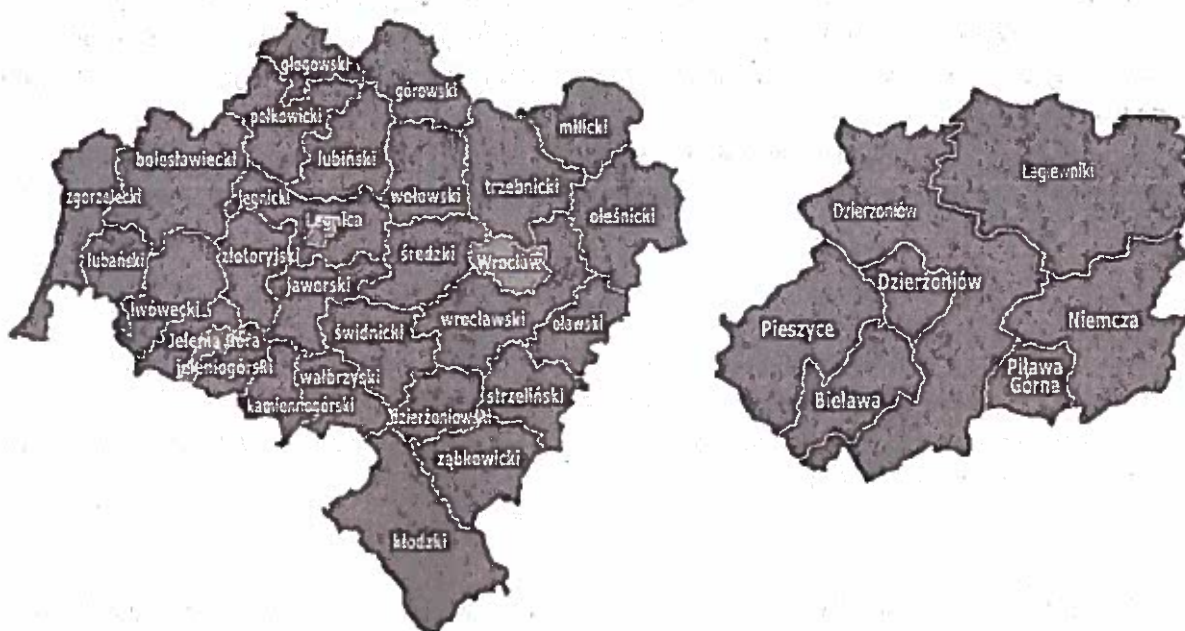 głogowski
górowski
polkowicki
milicki
lubiński
bolesławiecki
trzebnicki
zgorzelecki
legnicki
wołowski
oleśnicki
Legnica
średzki
złotoryjski
lubański
Wrocław
jaworski
lwówecki
wrocławski
oławski
świdnicki
Jelenia Góra
jeleniogórski
wałbrzyski
strzeliński
kamiennogórski
dzierżoniowski
ząbkowicki
kłodzki
Łagiewniki
Dzierżoniów
Dzierżoniów
Pieszyce
Niemcza
Piława
Górna
Bielawa